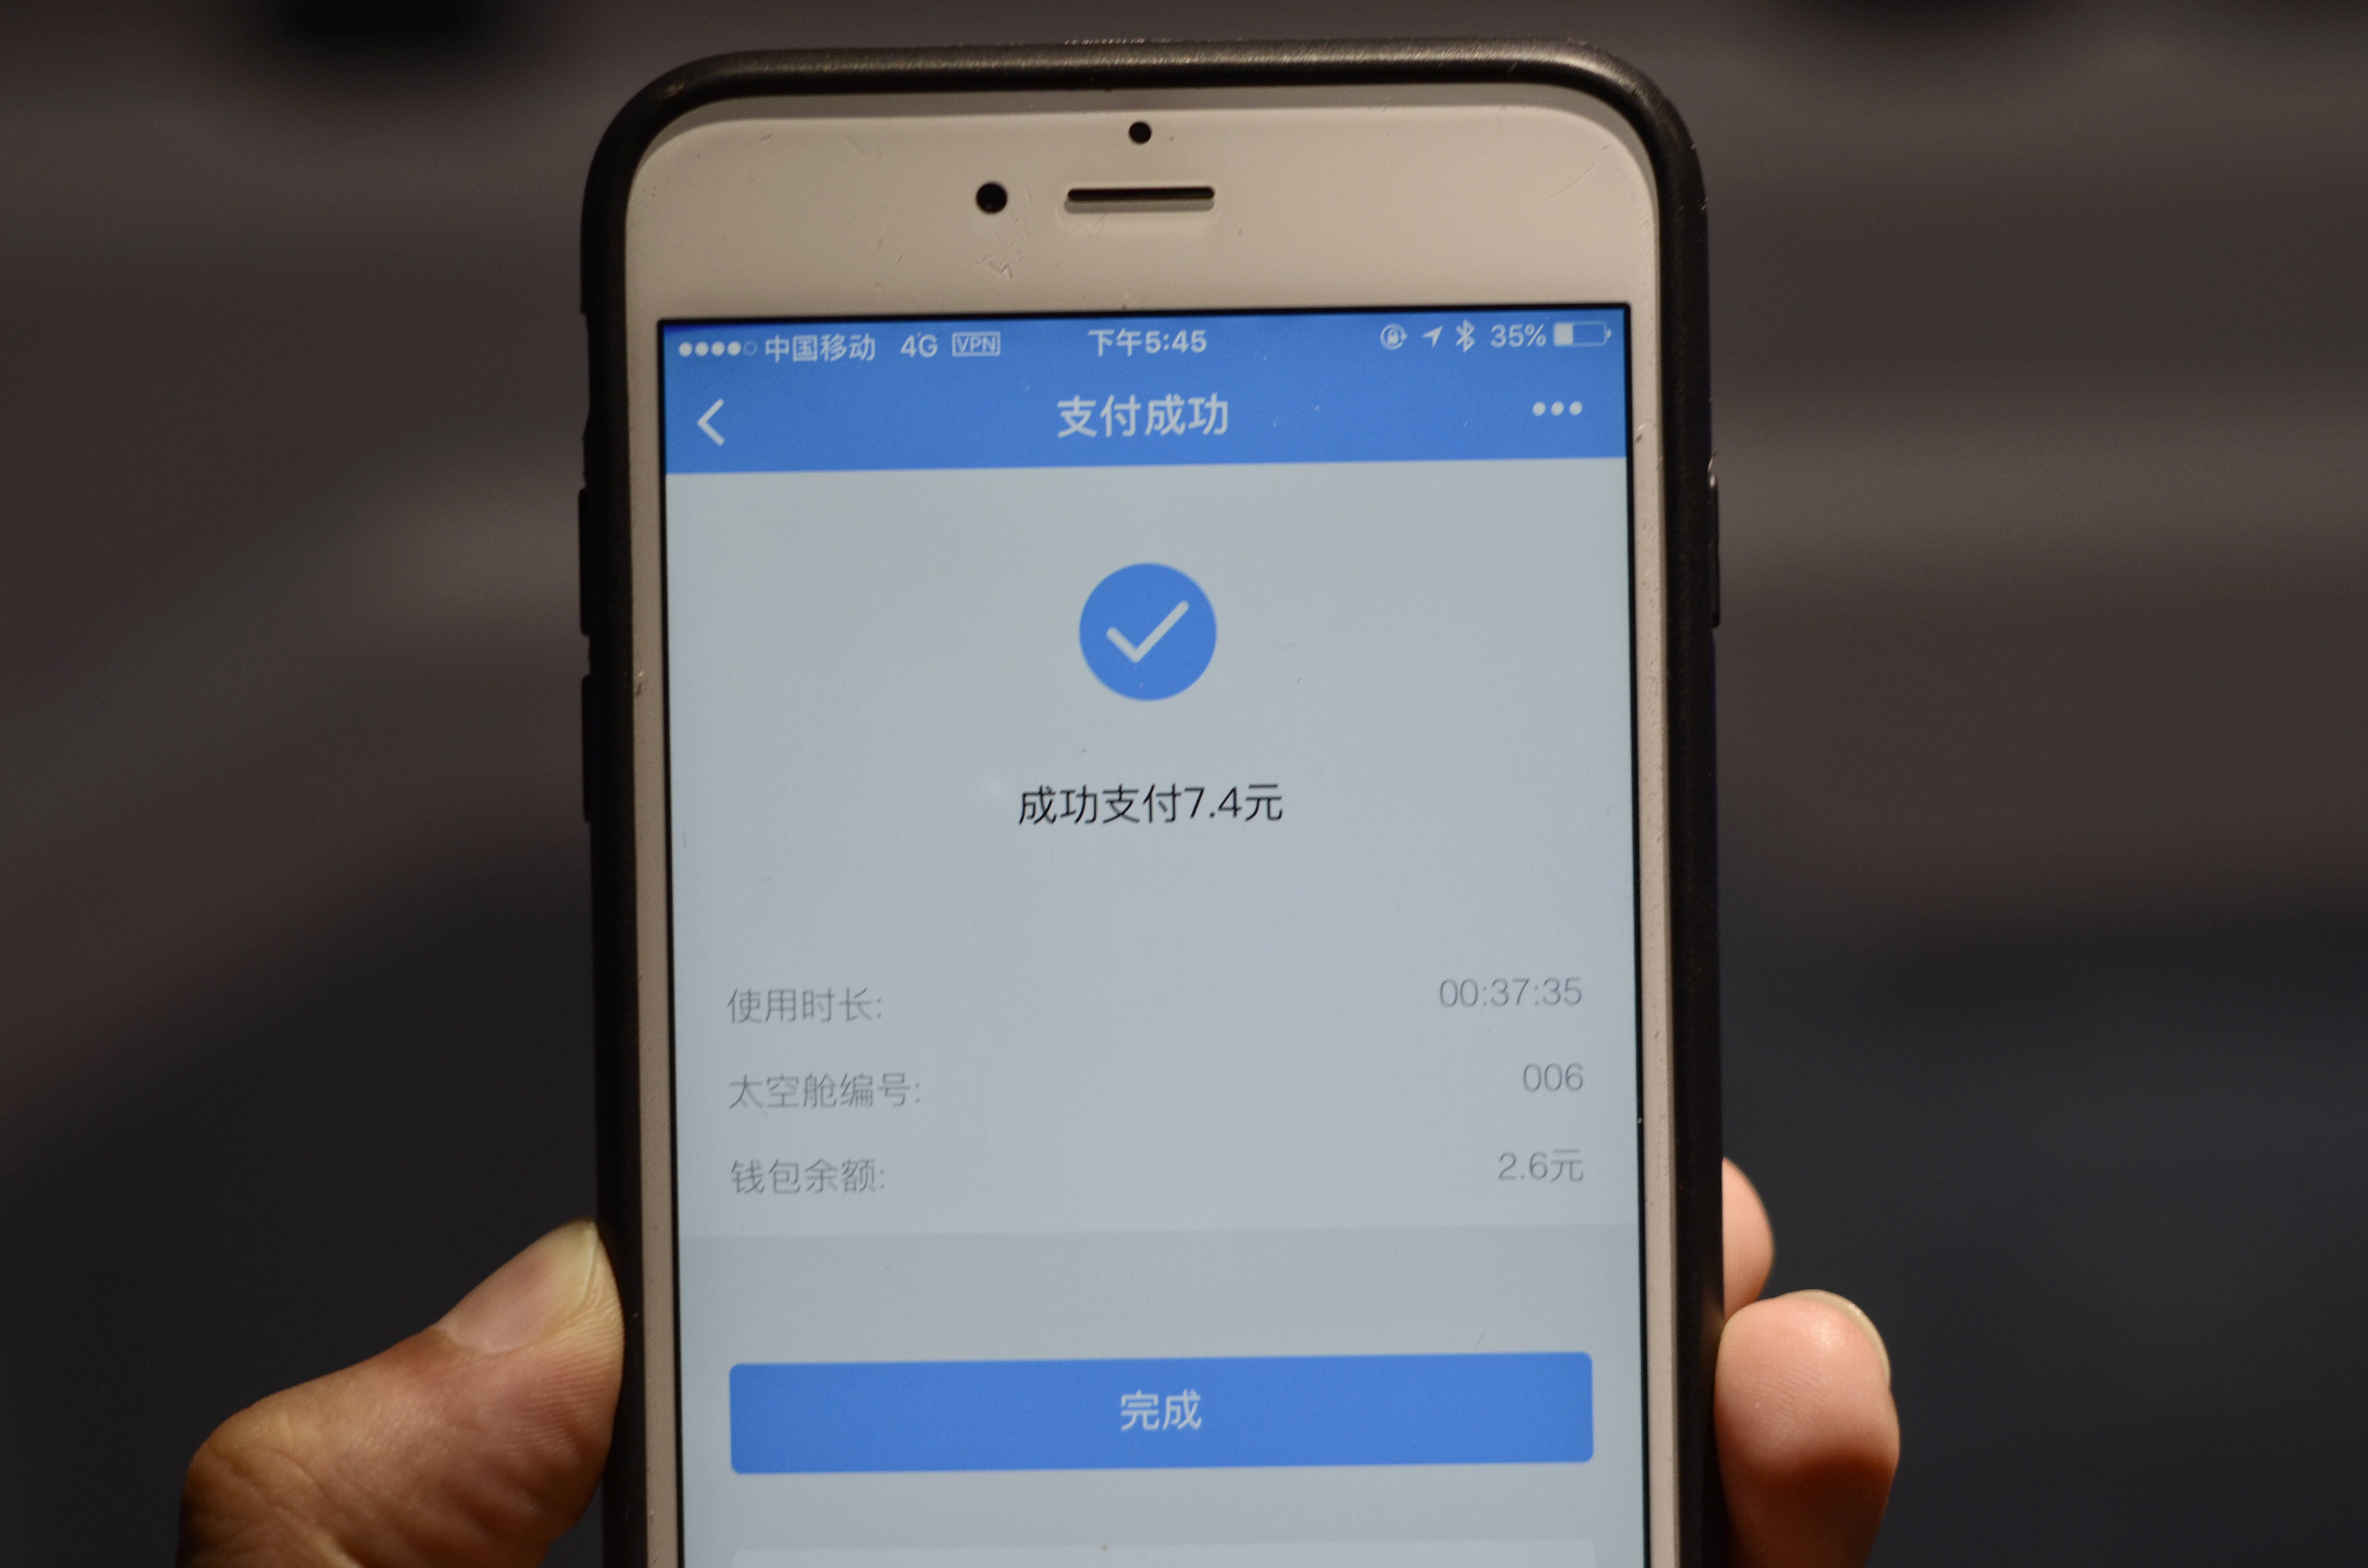 中国移动 4G VPN 下午5:45 35%
支付成功
成功支付7.4元
使用时长: 00:37:35
太空舱编号: 006
钱包余额: 2.6元
完成